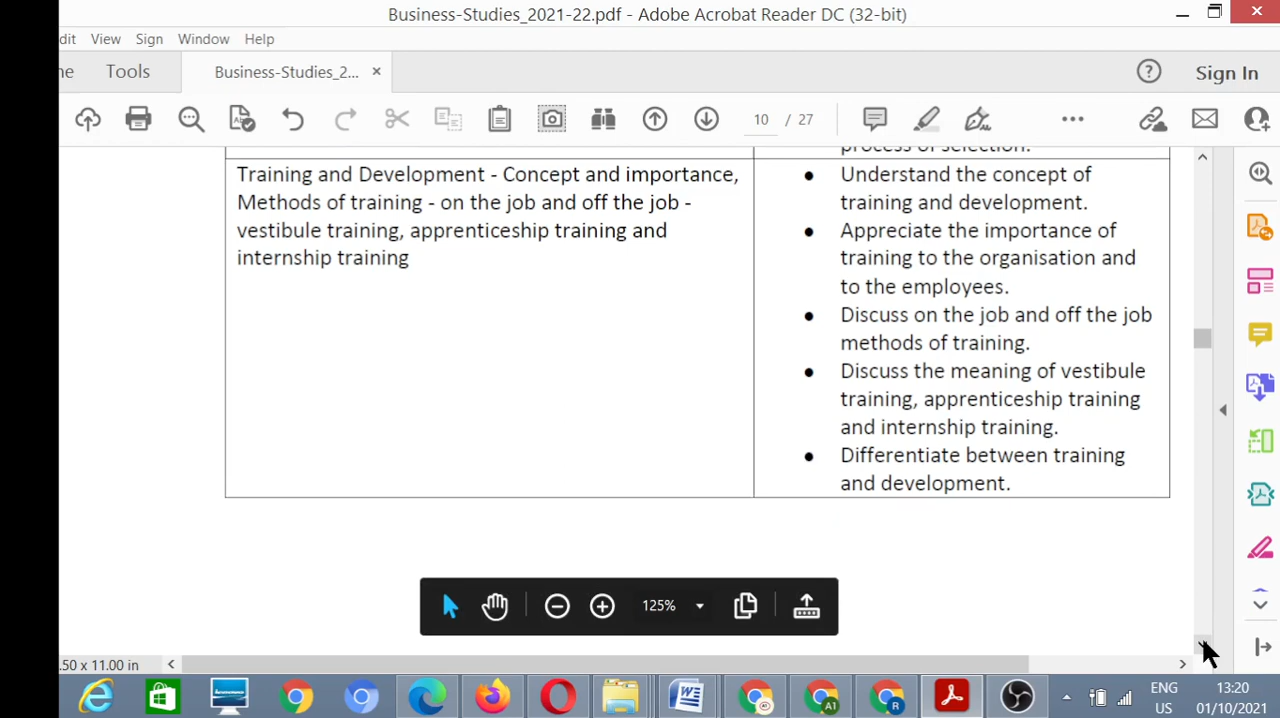 Business-Studies_2021-22.pdf - Adobe Acrobat Reader DC (32-bit)
dit View Sign Window Help
ne Tools Business-Studies_2... × Sign In
10 / 27
process of selection.
Training and Development - Concept and importance,
Methods of training - on the job and off the job -
vestibule training, apprenticeship training and
internship training
• Understand the concept of
training and development.
• Appreciate the importance of
training to the organisation and
to the employees.
• Discuss on the job and off the job
methods of training.
• Discuss the meaning of vestibule
training, apprenticeship training
and internship training.
• Differentiate between training
and development.
125%
.50 x 11.00 in
ENG 13:20
US 01/10/2021